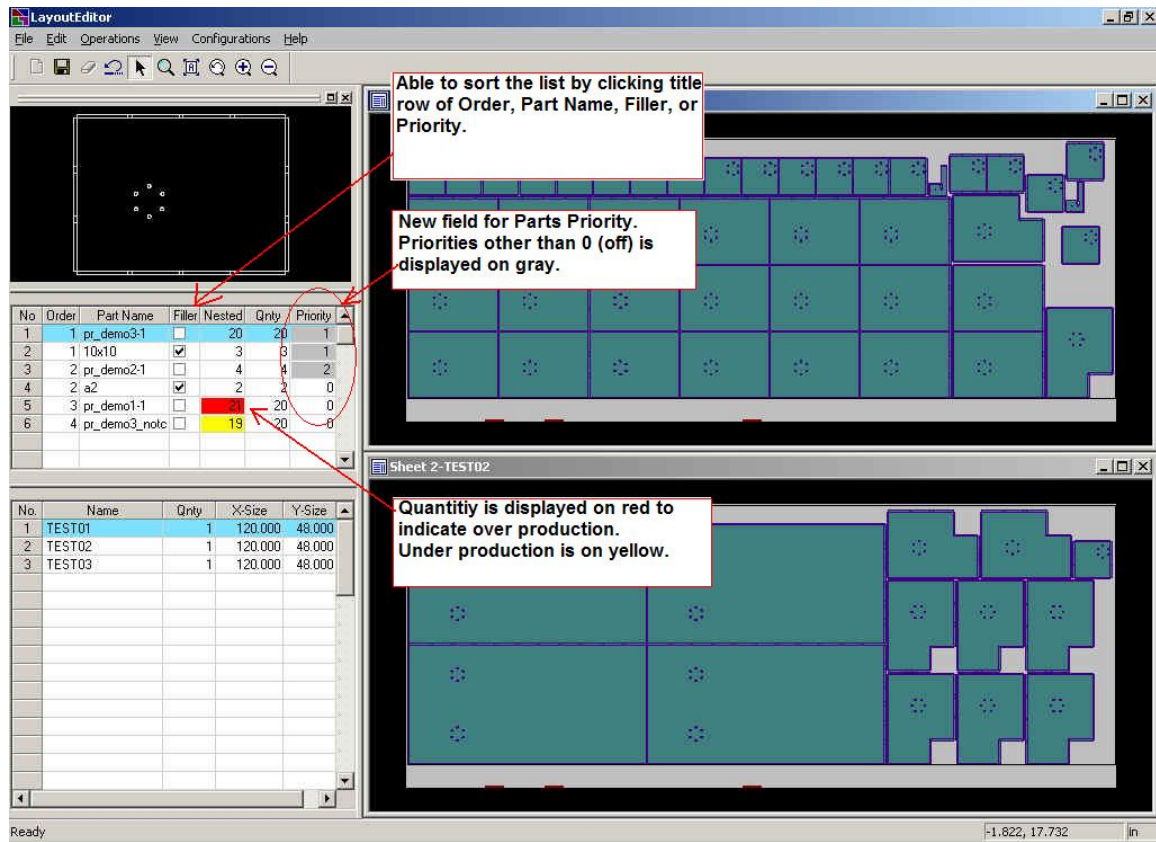 LayoutEditor
File Edit Operations View Configurations Help
Able to sort the list by clicking title
row of Order, Part Name, Filler, or
Priority.
New field for Parts Priority.
Priorities other than 0 (off) is
displayed on gray.
No Order Part Name Filler Nested Qnty Priority
1 1 pr_demo3-1 20 20 1
2 1 10x10 3 3 1
3 2 pr_demo2-1 4 4 2
4 2 a2 2 2 0
5 3 pr_demo1-1 21 20 0
6 4 pr_demo3_notc 19 20 0
Sheet 2-TEST02
Quantitiy is displayed on red to
indicate over production.
Under production is on yellow.
No. Name Qnty X-Size Y-Size
1 TEST01 1 120.000 48.000
2 TEST02 1 120.000 48.000
3 TEST03 1 120.000 48.000
Ready -1.822, 17.732 in